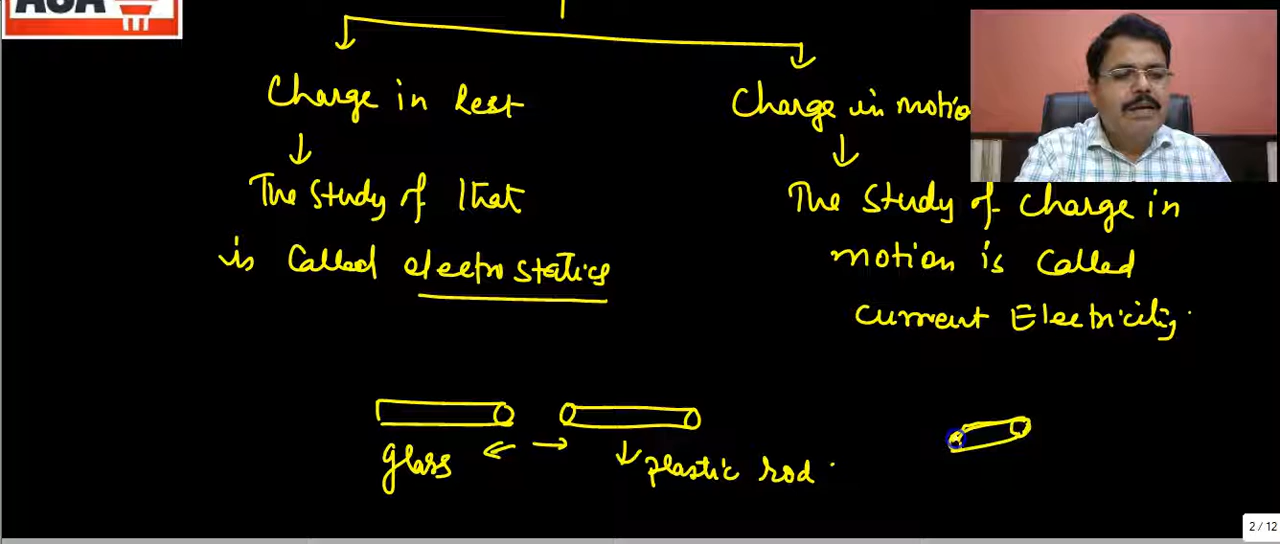 Charge in Rest
Charge in motio
The study of that
is called electrostatics
The study of charge in
motion is called
current Electricity.
glass
plastic rod
2 / 12